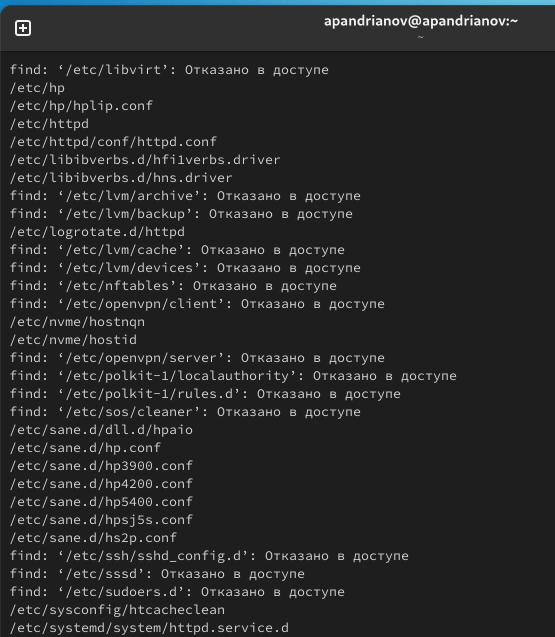 apandrianov@apandrianov:~
~
find: ‘/etc/libvirt’: Отказано в доступе
/etc/hp
/etc/hp/hplip.conf
/etc/httpd
/etc/httpd/conf/httpd.conf
/etc/libibverbs.d/hfi1verbs.driver
/etc/libibverbs.d/hns.driver
find: ‘/etc/lvm/archive’: Отказано в доступе
find: ‘/etc/lvm/backup’: Отказано в доступе
/etc/logrotate.d/httpd
find: ‘/etc/lvm/cache’: Отказано в доступе
find: ‘/etc/lvm/devices’: Отказано в доступе
find: ‘/etc/nftables’: Отказано в доступе
find: ‘/etc/openvpn/client’: Отказано в доступе
/etc/nvme/hostnqn
/etc/nvme/hostid
find: ‘/etc/openvpn/server’: Отказано в доступе
find: ‘/etc/polkit-1/localauthority’: Отказано в доступе
find: ‘/etc/polkit-1/rules.d’: Отказано в доступе
find: ‘/etc/sos/cleaner’: Отказано в доступе
/etc/sane.d/dll.d/hpaio
/etc/sane.d/hp.conf
/etc/sane.d/hp3900.conf
/etc/sane.d/hp4200.conf
/etc/sane.d/hp5400.conf
/etc/sane.d/hpsj5s.conf
/etc/sane.d/hs2p.conf
find: ‘/etc/ssh/sshd_config.d’: Отказано в доступе
find: ‘/etc/sssd’: Отказано в доступе
find: ‘/etc/sudoers.d’: Отказано в доступе
/etc/sysconfig/htcacheclean
/etc/systemd/system/httpd.service.d